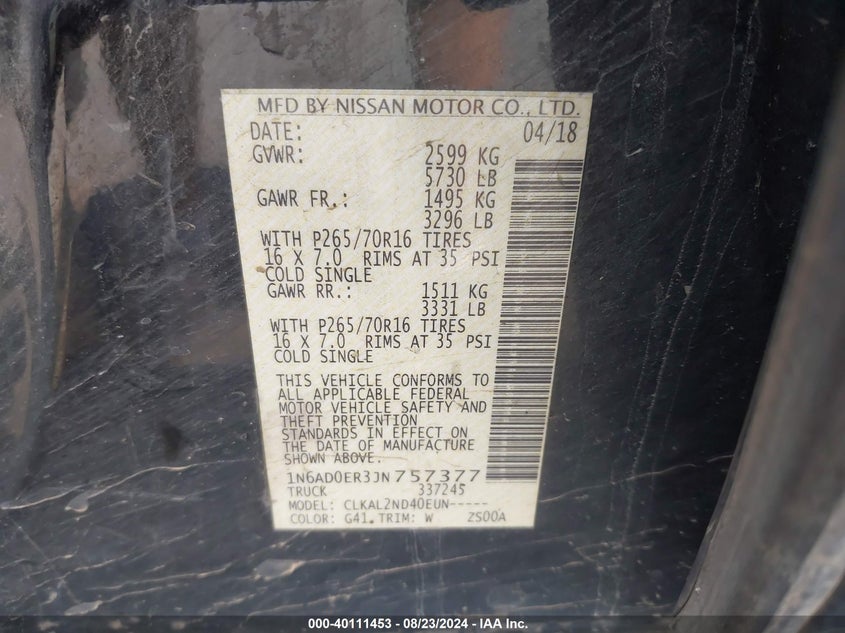 MFD BY NISSAN MOTOR CO., LTD.
DATE: 04/18
GVWR: 2599 KG
5730 LB
GAWR FR.: 1495 KG
3296 LB
WITH P265/70R16 TIRES
16 X 7.0 RIMS AT 35 PSI
COLD SINGLE
GAWR RR.: 1511 KG
3331 LB
WITH P265/70R16 TIRES
16 X 7.0 RIMS AT 35 PSI
COLD SINGLE
THIS VEHICLE CONFORMS TO
ALL APPLICABLE FEDERAL
MOTOR VEHICLE SAFETY AND
THEFT PREVENTION
STANDARDS IN EFFECT ON
THE DATE OF MANUFACTURE
SHOWN ABOVE.
1N6AD0ER3JN757377
TRUCK 337245
MODEL: CLKAL2ND40EUN-----
COLOR: G41. TRIM: W ZS00A
000-40111453 - 08/23/2024 - IAAI.com